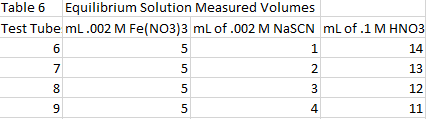 Table 6 Equilibrium Solution Measured Volumes
Test Tube mL .002 M Fe(NO3)3 mL of .002 M NaSCN mL of .1 M HNO3
6 5 1 14
7 5 2 13
8 5 3 12
9 5 4 11